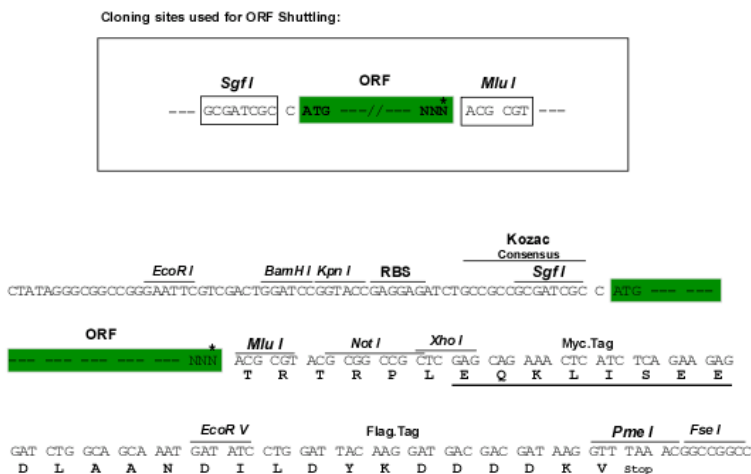 Cloning sites used for ORF Shuttling:
Sgf I ORF Mlu I
--- GCGATCGC C ATG ---//--- NNN* ACG CGT ---
Kozac
Consensus
EcoR I BamH I Kpn I RBS Sgf I
CTATAGGGCGGCCGGGAATTCGTCGACTGGATCCGGTACCGAGGAGATCTGCCGCCGCGATCGC C ATG --- ---
ORF Mlu I Not I Xho I Myc.Tag
--- --- --- --- --- --- NNN* ACG CGT ACG CGG CCG CTC GAG CAG AAA CTC ATC TCA GAA GAG
T R T R P L E Q K L I S E E
EcoR V Flag.Tag Pme I Fse I
GAT CTG GCA GCA AAT GAT ATC CTG GAT TAC AAG GAT GAC GAC GAT AAG GTT TAA ACGGCCGGCC
D L A A N D I L D Y K D D D D K V Stop